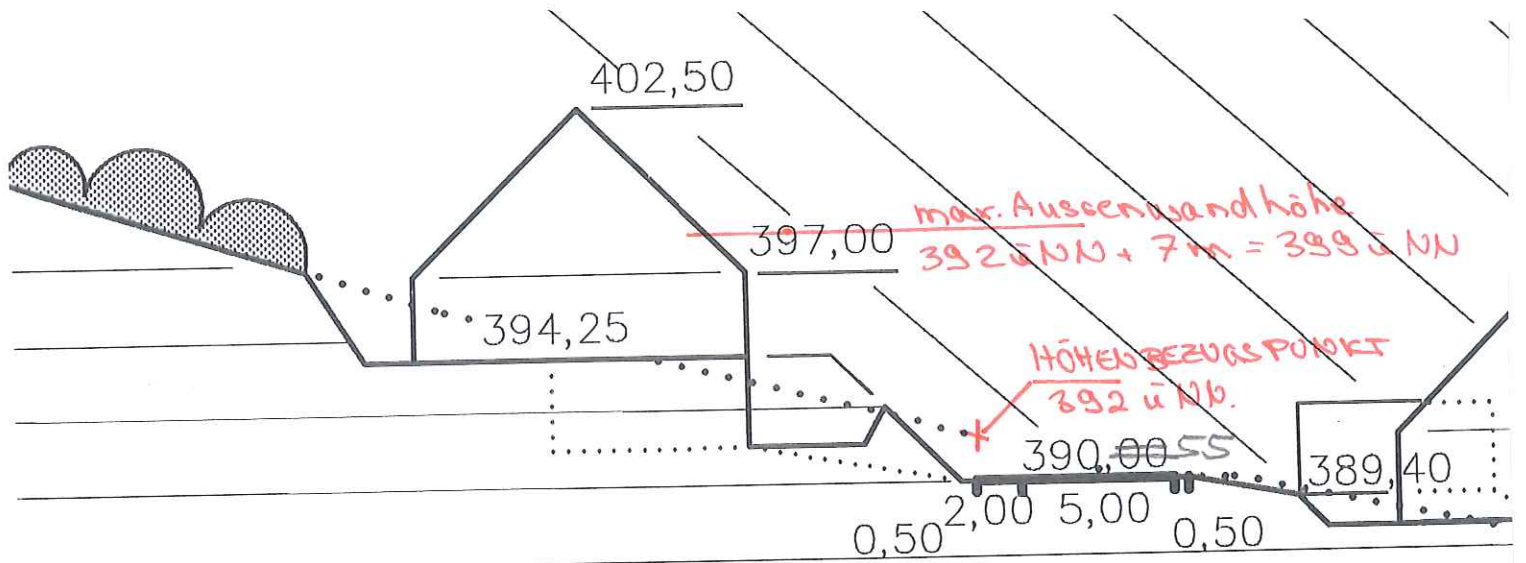 402,50
max. Aussenwandhöhe
397,00
392 ü NN + 7m = 399 ü NN
394,25
HÖHENBEZUGSPUNKT
392 ü NN.
390,00 55
389,40
2,00 5,00
0,50 0,50